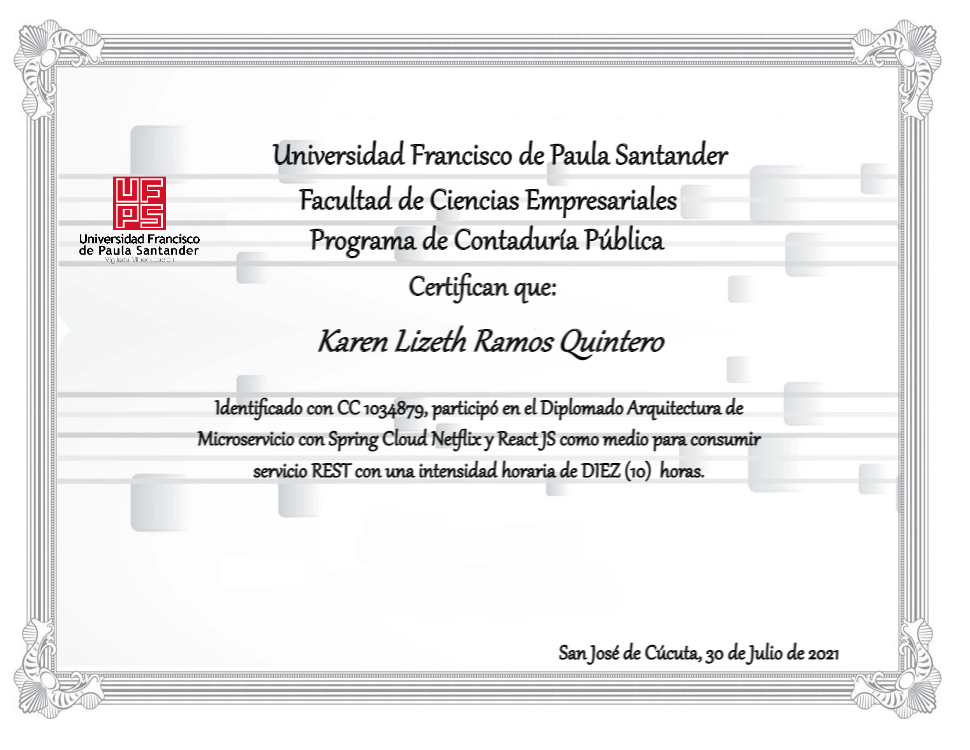 Universidad Francisco de Paula Santander
Facultad de Ciencias Empresariales
Programa de Contaduría Pública
Certifican que:
UFPS
Universidad Francisco
de Paula Santander
Vigilada Mineducación
Karen Lizeth Ramos Quintero
Identificado con CC 1034879, participó en el Diplomado Arquitectura de
Microservicio con Spring Cloud Netflix y React JS como medio para consumir
servicio REST con una intensidad horaria de DIEZ (10) horas.
San José de Cúcuta, 30 de Julio de 2021